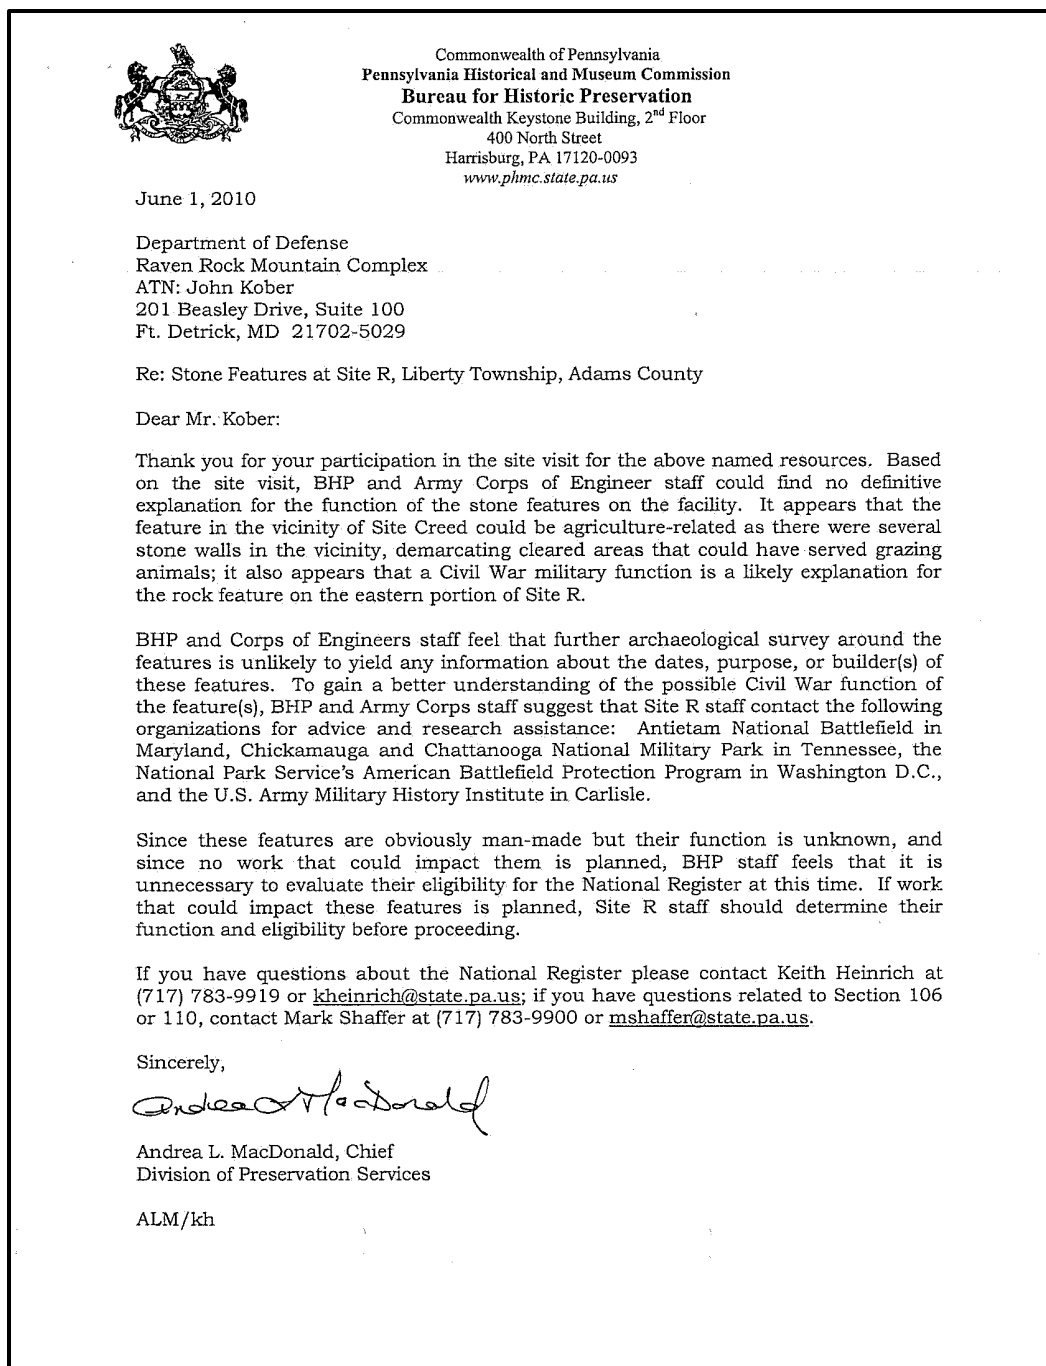 Commonwealth of Pennsylvania
Pennsylvania Historical and Museum Commission
Bureau for Historic Preservation
Commonwealth Keystone Building, 2nd Floor
400 North Street
Harrisburg, PA 17120-0093
www.phmc.state.pa.us
June 1, 2010
Department of Defense
Raven Rock Mountain Complex
ATN: John Kober
201 Beasley Drive, Suite 100
Ft. Detrick, MD 21702-5029
Re: Stone Features at Site R, Liberty Township, Adams County
Dear Mr. Kober:
Thank you for your participation in the site visit for the above named resources. Based
on the site visit, BHP and Army Corps of Engineer staff could find no definitive
explanation for the function of the stone features on the facility. It appears that the
feature in the vicinity of Site Creed could be agriculture-related as there were several
stone walls in the vicinity, demarcating cleared areas that could have served grazing
animals; it also appears that a Civil War military function is a likely explanation for
the rock feature on the eastern portion of Site R.
BHP and Corps of Engineers staff feel that further archaeological survey around the
features is unlikely to yield any information about the dates, purpose, or builder(s) of
these features. To gain a better understanding of the possible Civil War function of
the feature(s), BHP and Army Corps staff suggest that Site R staff contact the following
organizations for advice and research assistance: Antietam National Battlefield in
Maryland, Chickamauga and Chattanooga National Military Park in Tennessee, the
National Park Service's American Battlefield Protection Program in Washington D.C.,
and the U.S. Army Military History Institute in Carlisle.
Since these features are obviously man-made but their function is unknown, and
since no work that could impact them is planned, BHP staff feels that it is
unnecessary to evaluate their eligibility for the National Register at this time. If work
that could impact these features is planned, Site R staff should determine their
function and eligibility before proceeding.
If you have questions about the National Register please contact Keith Heinrich at
(717) 783-9919 or kheinrich@state.pa.us; if you have questions related to Section 106
or 110, contact Mark Shaffer at (717) 783-9900 or mshaffer@state.pa.us.
Sincerely,
Andrea L MacDonald
Andrea L. MacDonald, Chief
Division of Preservation Services
ALM/kh